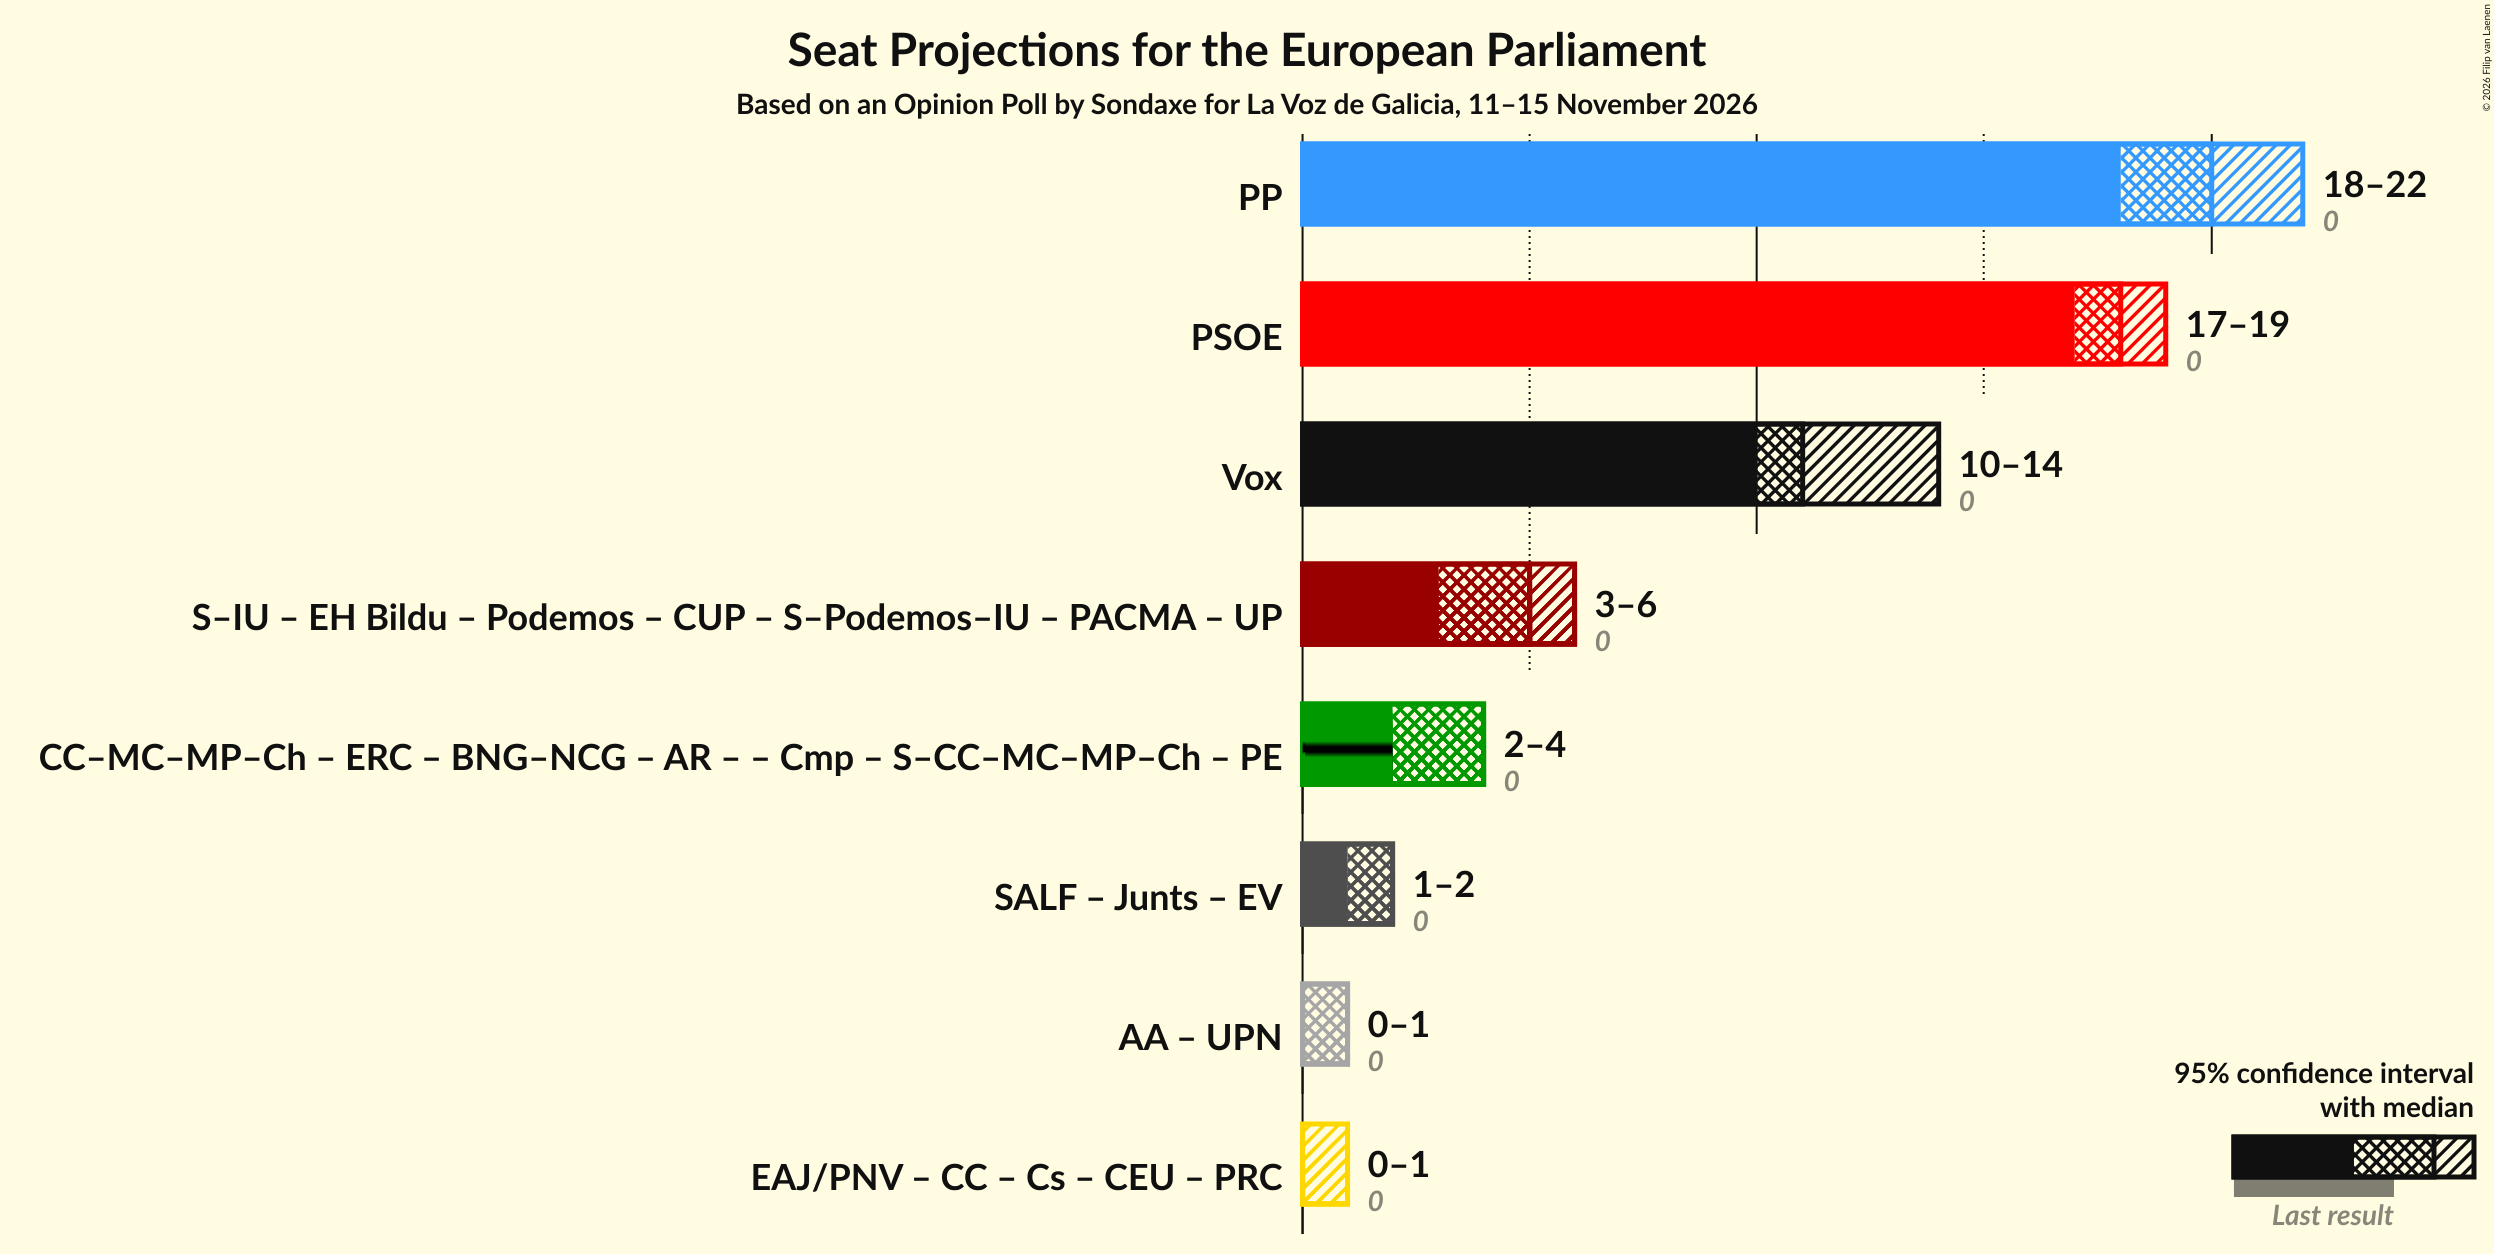 Seat Projections for the European Parliament
Based on an Opinion Poll by Sondaxe for La Voz de Galicia, 11–15 November 2026
© 2026 Filip van Laenen
PP
18–22
0
PSOE
17–19
0
Vox
10–14
0
S–IU – EH Bildu – Podemos – CUP – S–Podemos–IU – PACMA – UP
3–6
0
CC–MC–MP–Ch – ERC – BNG–NCG – AR – – Cmp – S–CC–MC–MP–Ch – PE
2–4
0
SALF – Junts – EV
1–2
0
AA – UPN
0–1
0
EAJ/PNV – CC – Cs – CEU – PRC
0–1
0
95% confidence interval
with median
Last result